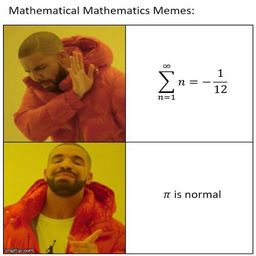 Mathematical Mathematics Memes:
∞
∑ n = − 1/12
n=1
π is normal
imgflip.com